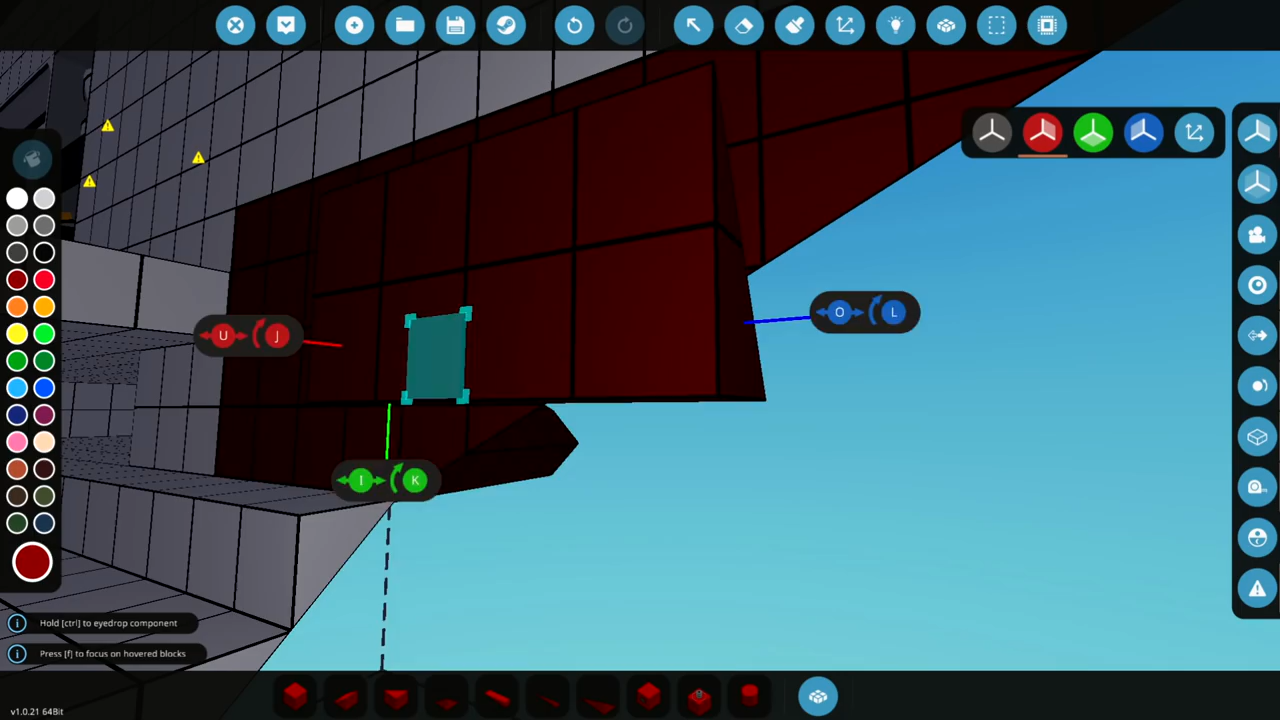 U J
O L
I K
Hold [ctrl] to eyedrop component
Press [f] to focus on hovered blocks
v1.0.21 64Bit